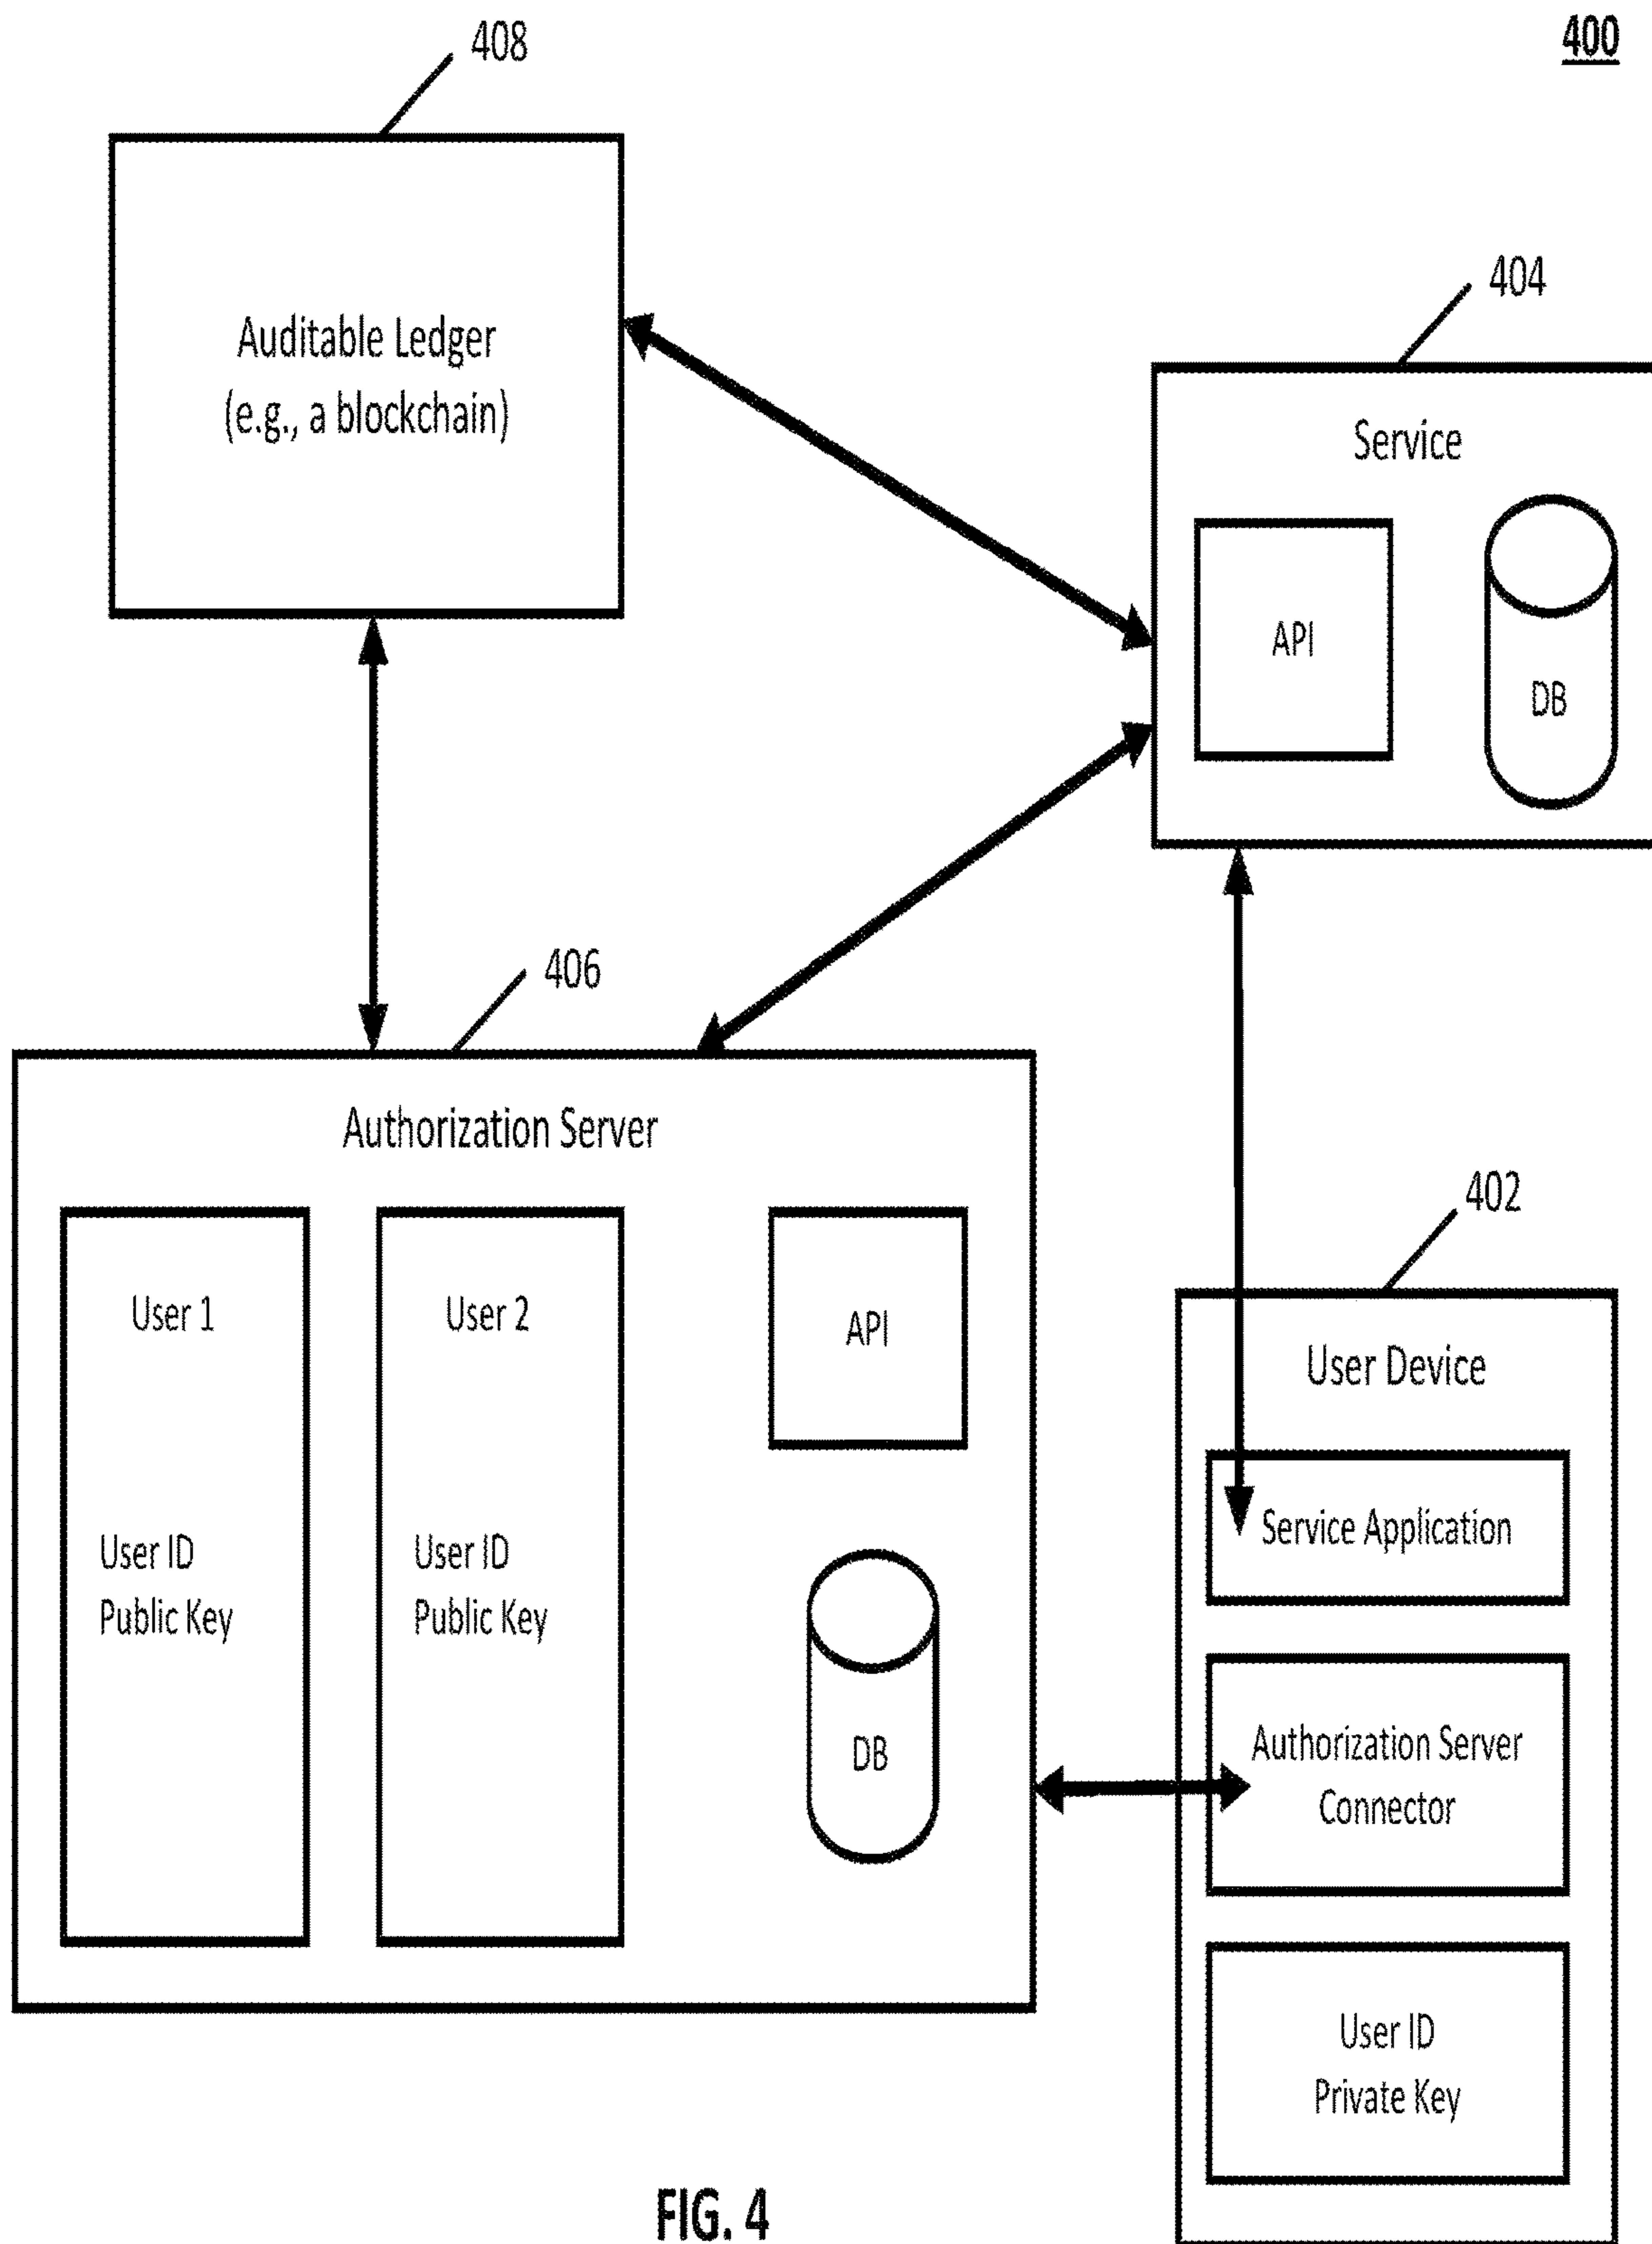 400
408
Auditable Ledger
(e.g., a blockchain)
404
Service
API
DB
406
Authorization Server
User 1
User ID
Public Key
User 2
User ID
Public Key
API
DB
402
User Device
Service Application
Authorization Server
Connector
User ID
Private Key
FIG. 4